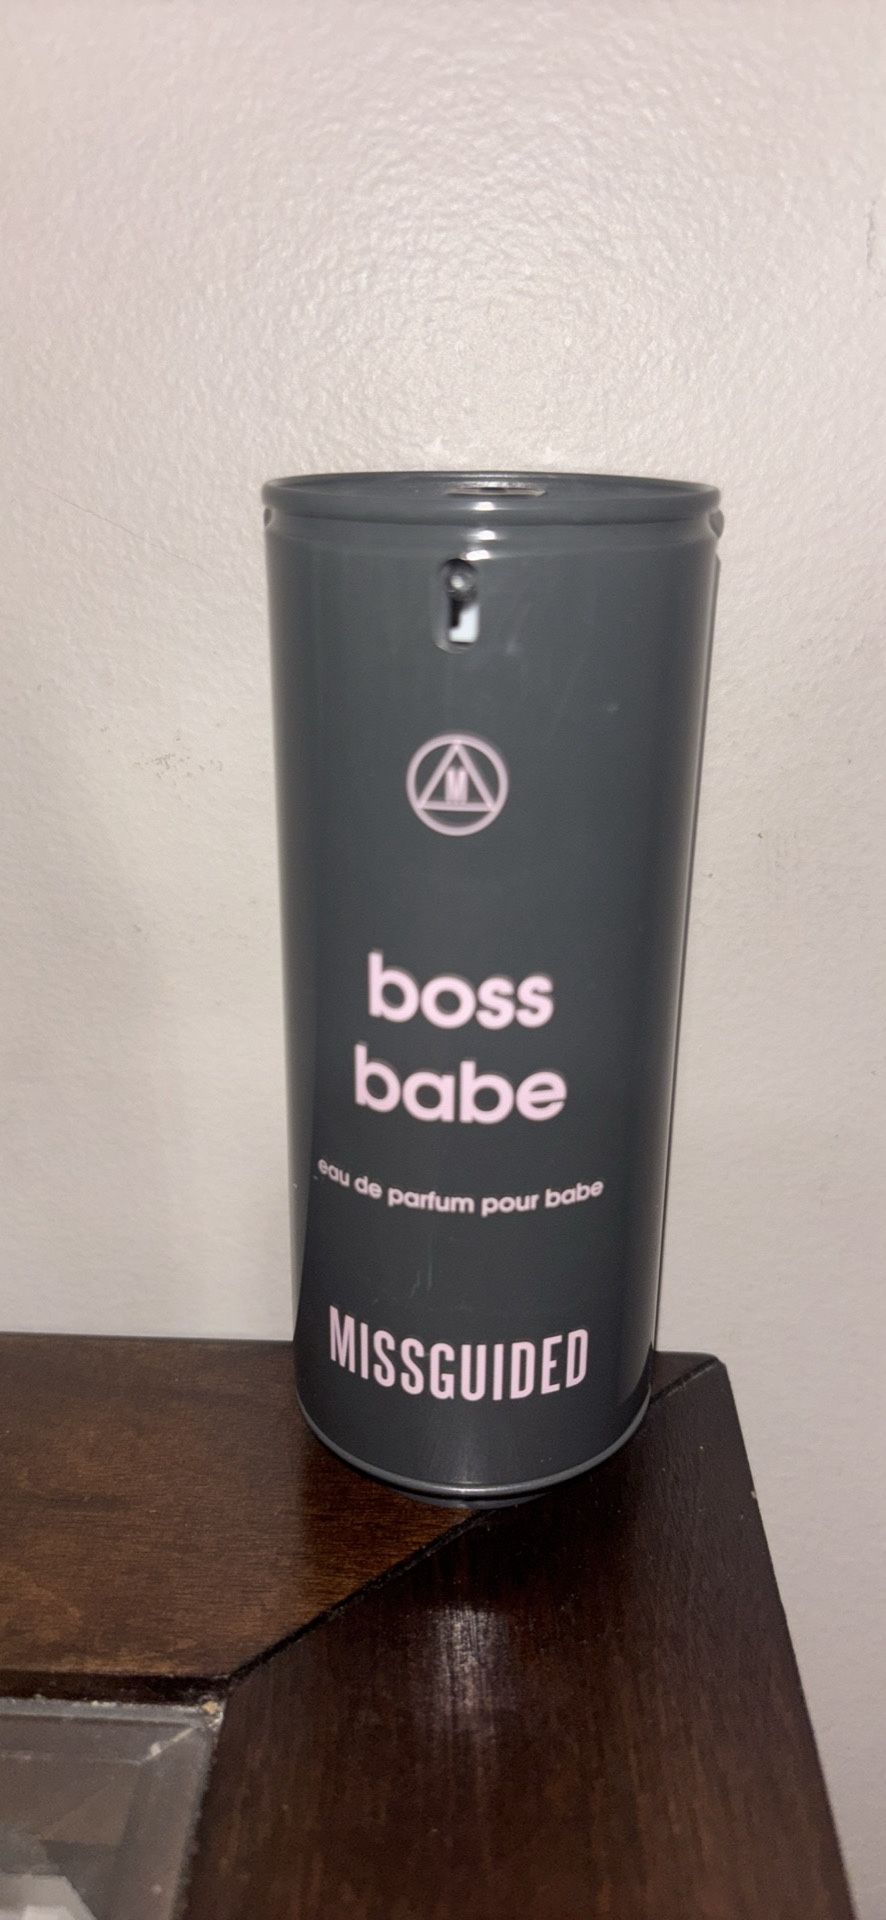 M
boss
babe
eau de parfum pour babe
MISSGUIDED